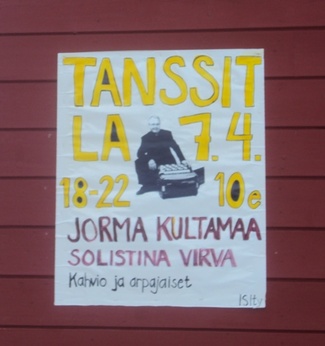 TANSSIT
LA 7.4.
18-22 10e
JORMA KULTAMAA
SOLISTINA VIRVA
Kahvio ja arpajaiset